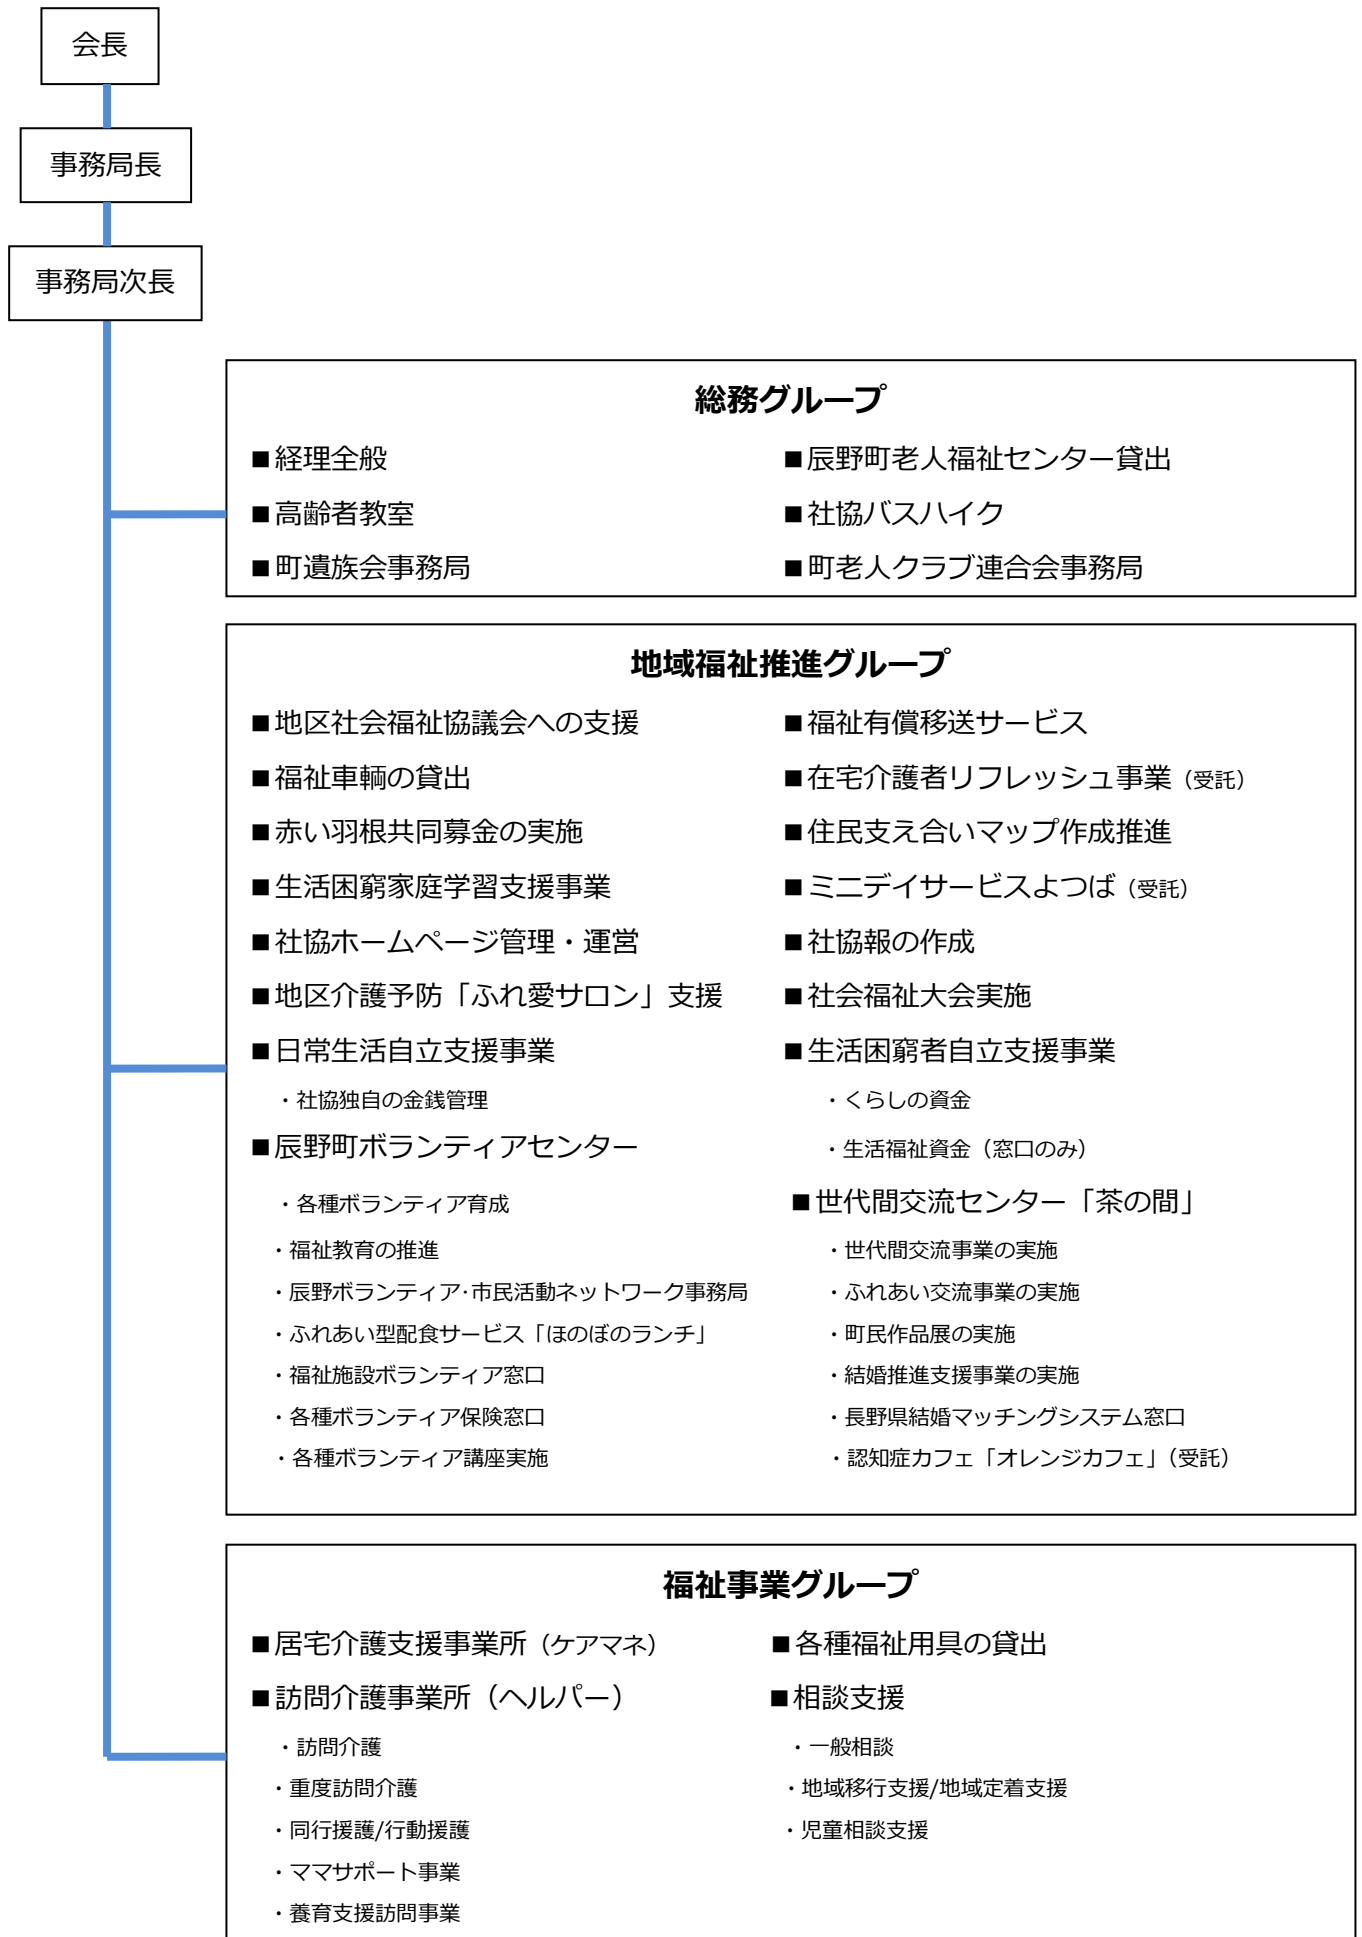 会長
事務局長
事務局次長
総務グループ
■経理全般
■辰野町老人福祉センター貸出
■高齢者教室
■社協バスハイク
■町遺族会事務局
■町老人クラブ連合会事務局
地域福祉推進グループ
■地区社会福祉協議会への支援
■福祉有償移送サービス
■福祉車輌の貸出
■在宅介護者リフレッシュ事業（受託）
■赤い羽根共同募金の実施
■住民支え合いマップ作成推進
■生活困窮家庭学習支援事業
■ミニデイサービスよつば（受託）
■社協ホームページ管理・運営
■社協報の作成
■地区介護予防「ふれ愛サロン」支援
■社会福祉大会実施
■日常生活自立支援事業
■生活困窮者自立支援事業
・社協独自の金銭管理
・くらしの資金
■辰野町ボランティアセンター
・生活福祉資金（窓口のみ）
・各種ボランティア育成
■世代間交流センター「茶の間」
・福祉教育の推進
・世代間交流事業の実施
・辰野ボランティア･市民活動ネットワーク事務局
・ふれあい交流事業の実施
・ふれあい型配食サービス「ほのぼのランチ」
・町民作品展の実施
・福祉施設ボランティア窓口
・結婚推進支援事業の実施
・各種ボランティア保険窓口
・長野県結婚マッチングシステム窓口
・各種ボランティア講座実施
・認知症カフェ「オレンジカフェ」（受託）
福祉事業グループ
■居宅介護支援事業所（ケアマネ）
■各種福祉用具の貸出
■訪問介護事業所（ヘルパー）
■相談支援
・訪問介護
・一般相談
・重度訪問介護
・地域移行支援/地域定着支援
・同行援護/行動援護
・児童相談支援
・ママサポート事業
・養育支援訪問事業